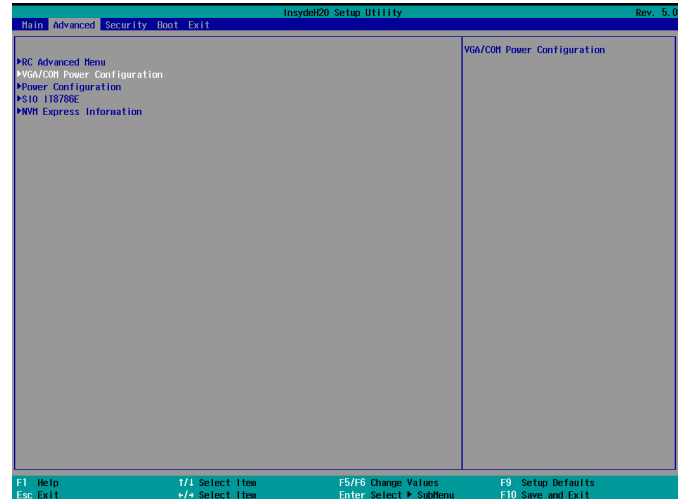 InsydeH20 Setup Utility Rev. 5.0
Main Advanced Security Boot Exit
VGA/COM Power Configuration
▶RC Advanced Menu
▶VGA/COM Power Configuration
▶Power Configuration
▶SIO IT8786E
▶NVM Express Information
F1 Help ↑/↓ Select Item F5/F6 Change Values F9 Setup Defaults
Esc Exit ←/→ Select Item Enter Select ▶ SubMenu F10 Save and Exit